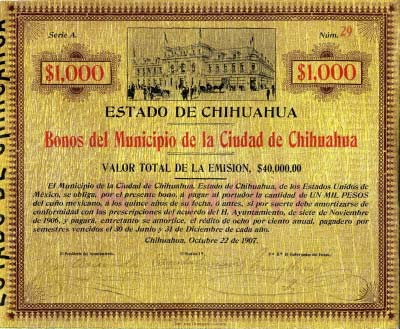 Serie A.
Núm. 29
$1,000
$1,000
ESTADO DE CHIHUAHUA
Bonos del Municipio de la Ciudad de Chihuahua
VALOR TOTAL DE LA EMISION, $40,000.00
El Municipio de la Ciudad de Chihuahua, Estado de Chihuahua, de los Estados Unidos de
México, se obliga, por el presente bono, á pagar al portador la cantidad de UN MIL PESOS
del cuño mexicano, á los quince años de su fecha, ó antes, si por suerte debe amortizarse de
conformidad con las prescripciones del acuerdo del H. Ayuntamiento, de siete de Noviembre
de 1906, y pagará, entretanto se amortice, el rédito de ocho por ciento anual, pagadero por
semestres vencidos el 30 de Junio y 31 de Diciembre de cada año.
Chihuahua, Octubre 22 de 1907.
ESTADO DE